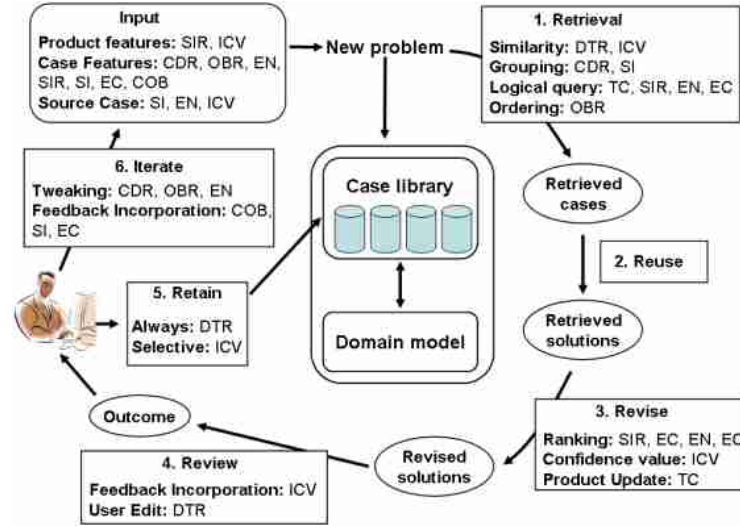 Input
Product features: SIR, ICV
Case Features: CDR, OBR, EN,
SIR, SI, EC, COB
Source Case: SI, EN, ICV
New problem
1. Retrieval
Similarity: DTR, ICV
Grouping: CDR, SI
Logical query: TC, SIR, EN, EC
Ordering: OBR
6. Iterate
Tweaking: CDR, OBR, EN
Feedback Incorporation: COB,
SI, EC
Case library
Retrieved
cases
2. Reuse
5. Retain
Always: DTR
Selective: ICV
Domain model
Retrieved
solutions
Outcome
3. Revise
Ranking: SIR, EC, EN, EC
Confidence value: ICV
Product Update: TC
Revised
solutions
4. Review
Feedback Incorporation: ICV
User Edit: DTR